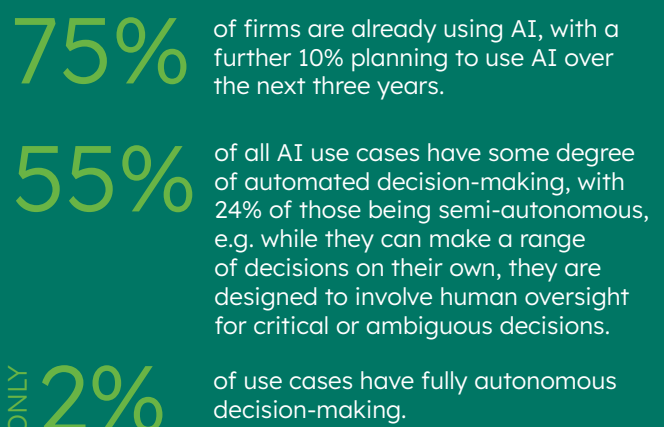 75%
of firms are already using AI, with a
further 10% planning to use AI over
the next three years.
55%
of all AI use cases have some degree
of automated decision-making, with
24% of those being semi-autonomous,
e.g. while they can make a range
of decisions on their own, they are
designed to involve human oversight
for critical or ambiguous decisions.
ONLY
2%
of use cases have fully autonomous
decision-making.